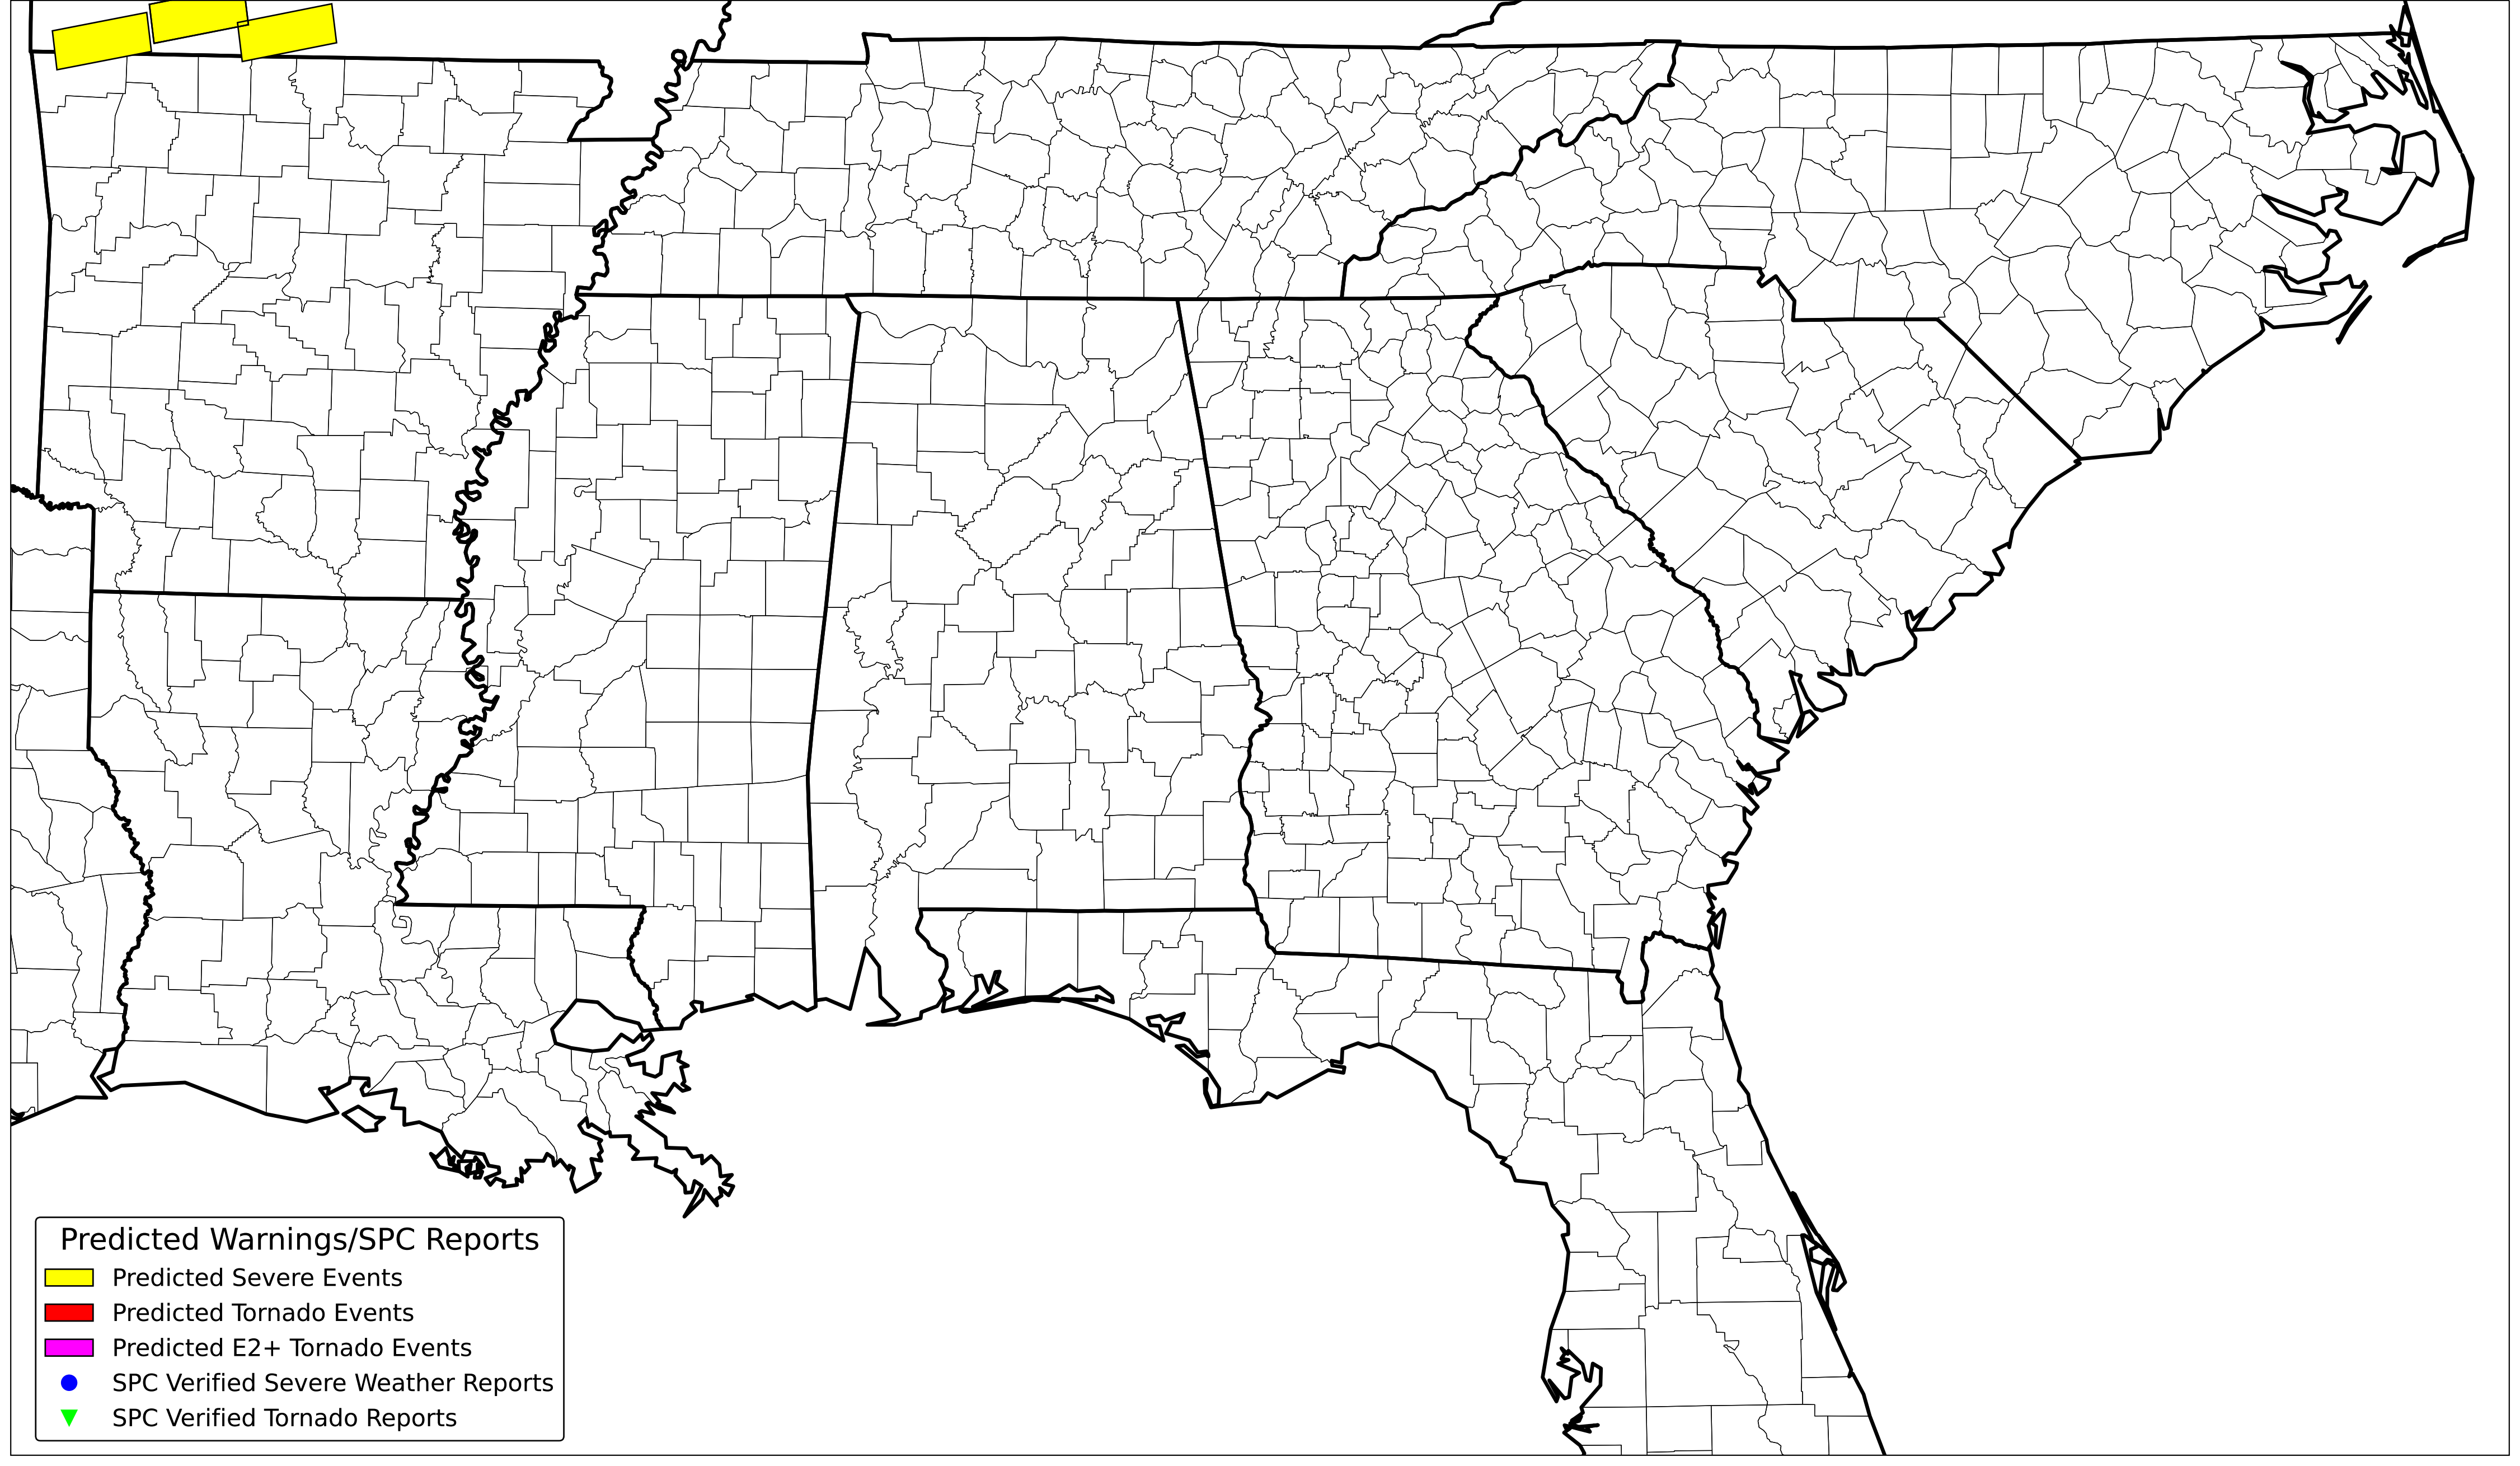 Predicted Warnings/SPC Reports
Predicted Severe Events
Predicted Tornado Events
Predicted E2+ Tornado Events
SPC Verified Severe Weather Reports
SPC Verified Tornado Reports